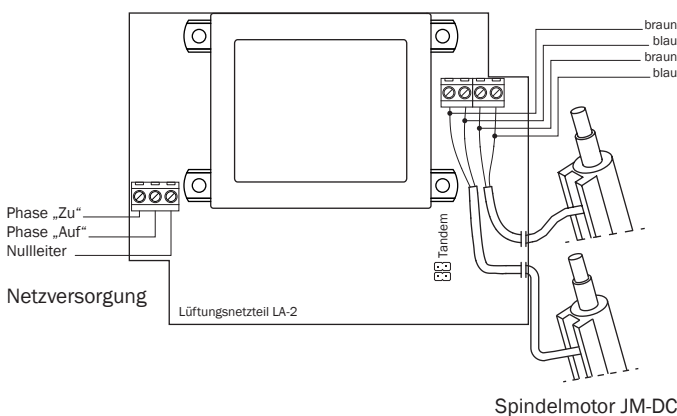 braun
blau
braun
blau
Phase „Zu“
Phase „Auf“
Nullleiter
Netzversorgung
Tandem
Lüftungsnetzteil LA-2
Spindelmotor JM-DC